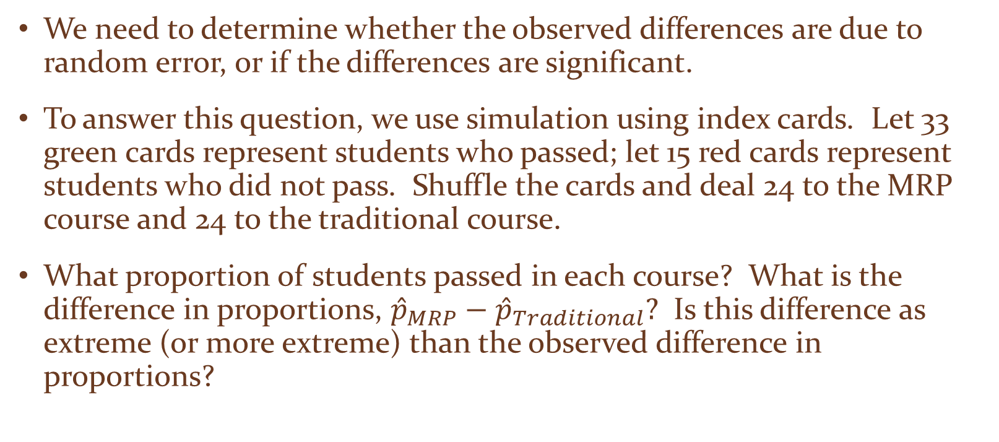 • We need to determine whether the observed differences are due to
random error, or if the differences are significant.
• To answer this question, we use simulation using index cards.  Let 33
green cards represent students who passed; let 15 red cards represent
students who did not pass.  Shuffle the cards and deal 24 to the MRP
course and 24 to the traditional course.
• What proportion of students passed in each course?  What is the
difference in proportions, p̂_MRP − p̂_Traditional?  Is this difference as
extreme (or more extreme) than the observed difference in
proportions?